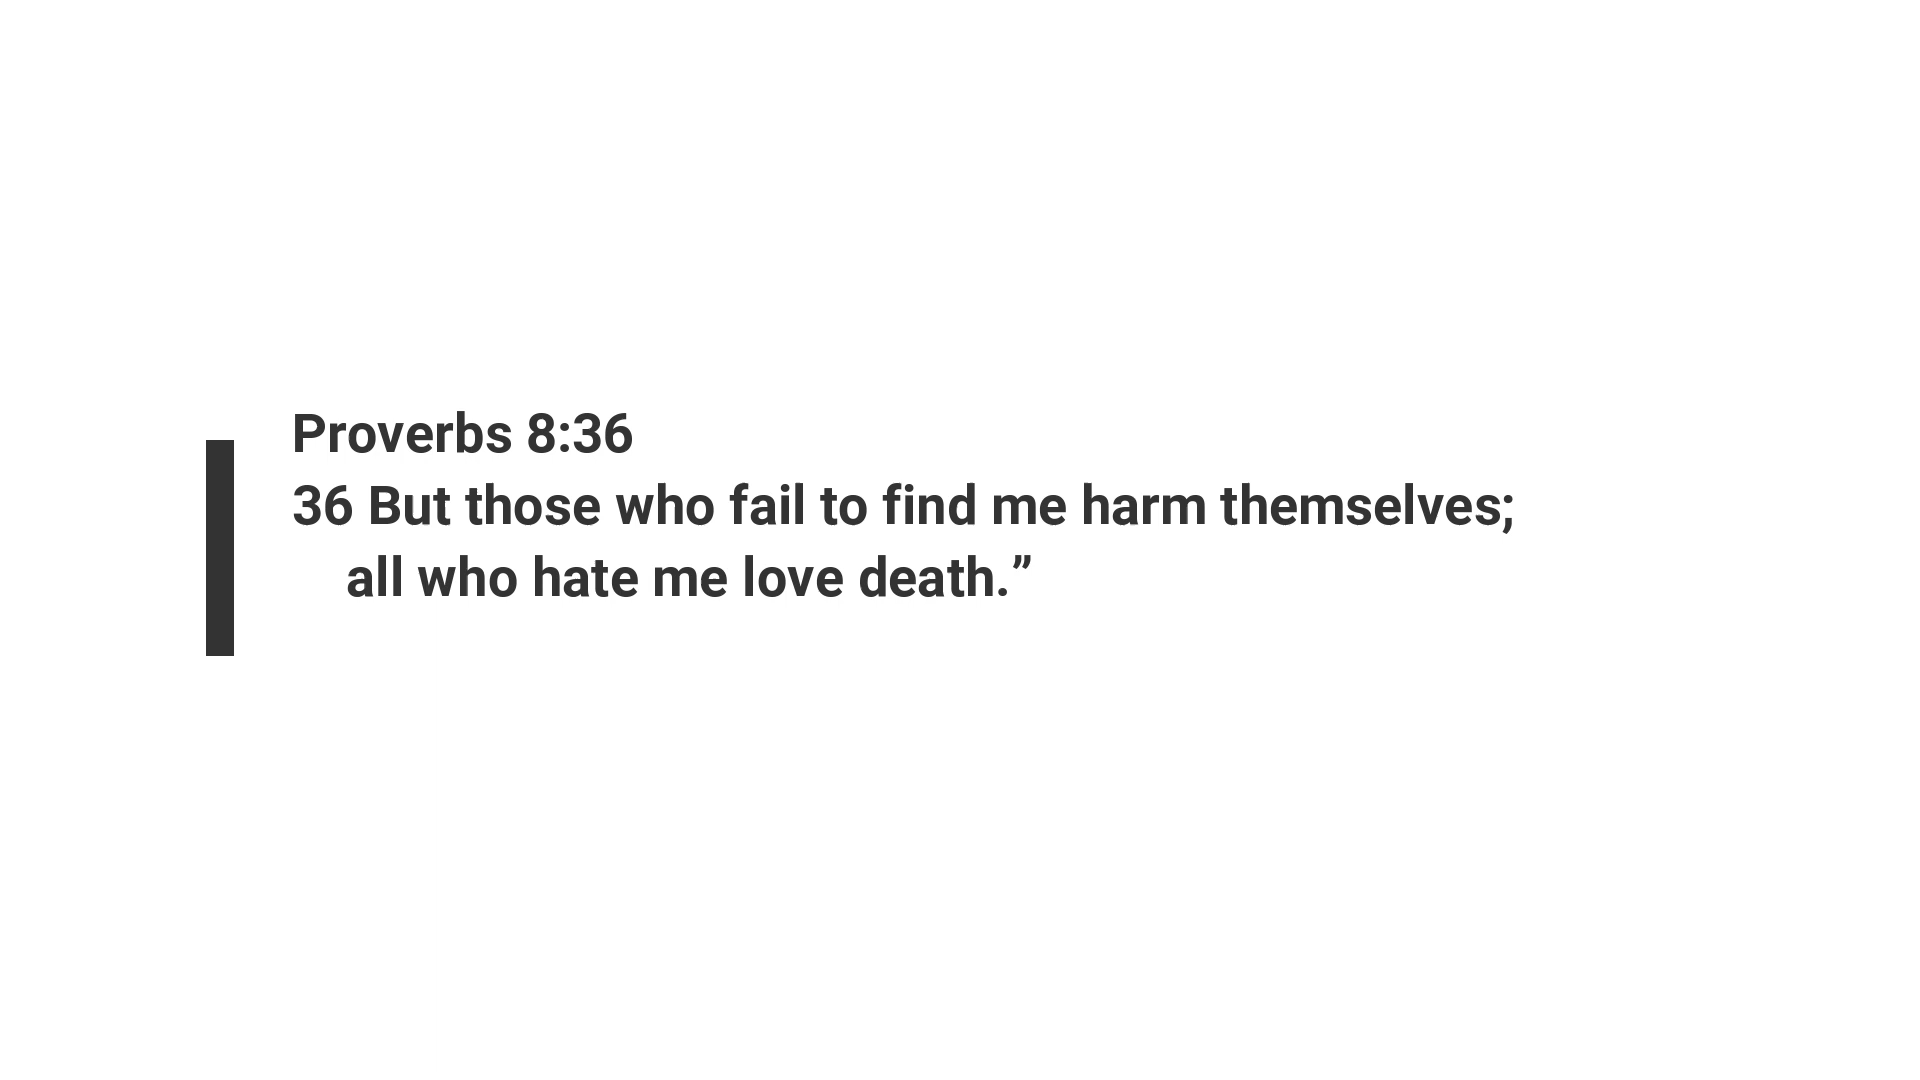 Proverbs 8:36
36 But those who fail to find me harm themselves;
all who hate me love death.”